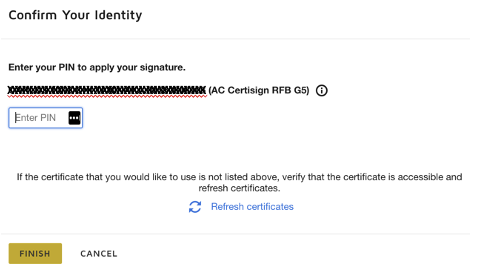 Confirm Your Identity
Enter your PIN to apply your signature.
(AC Certisign RFB G5)
Enter PIN
If the certificate that you would like to use is not listed above, verify that the certificate is accessible and
refresh certificates.
Refresh certificates
FINISH CANCEL